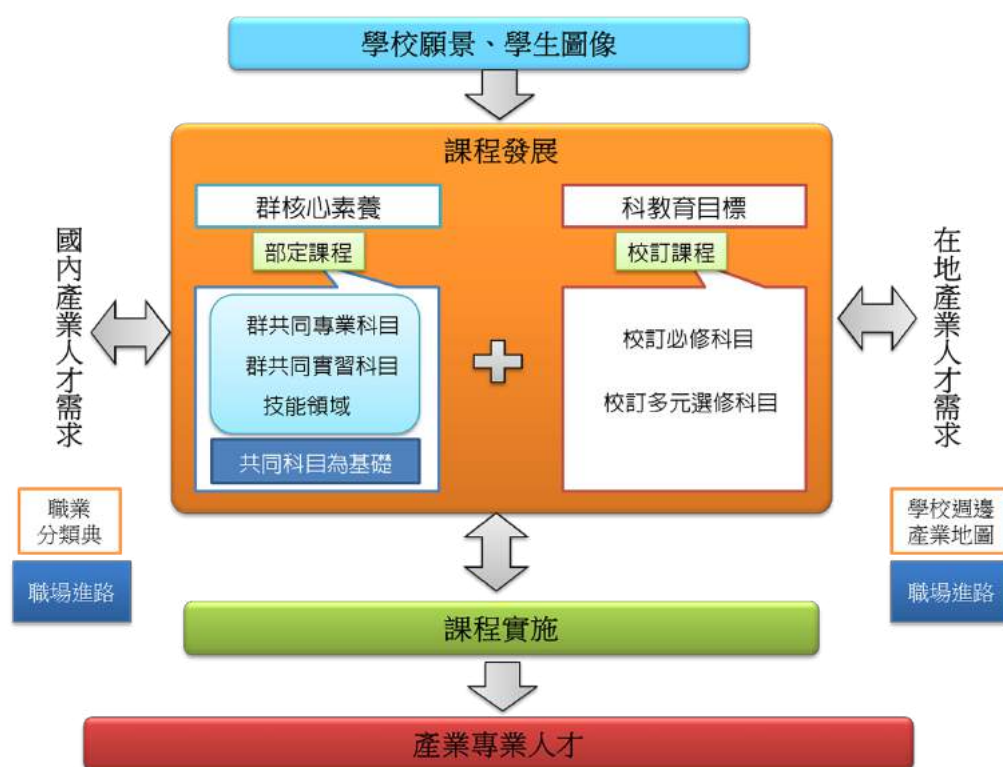 學校願景、學生圖像
課程發展
群核心素養
部定課程
群共同專業科目
群共同實習科目
技能領域
共同科目為基礎
科教育目標
校訂課程
校訂必修科目
校訂多元選修科目
國內產業人才需求
職業
分類典
職場進路
在地產業人才需求
學校週邊
產業地圖
職場進路
課程實施
產業專業人才